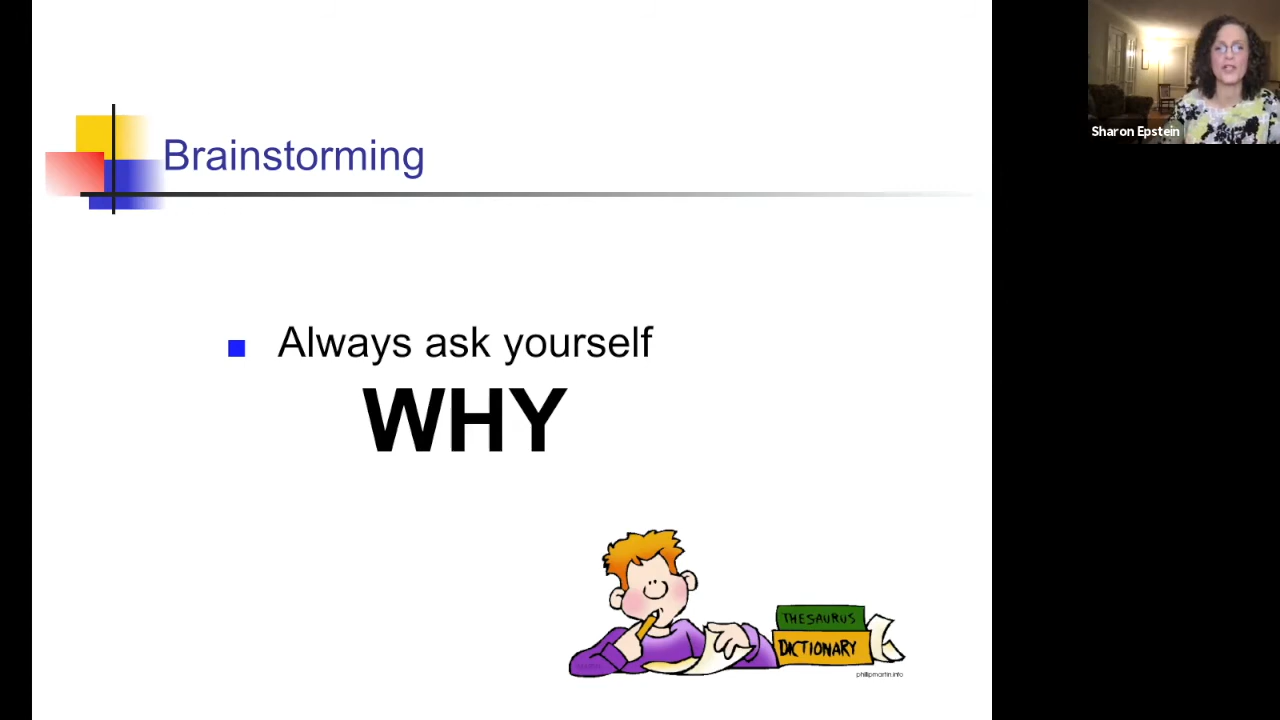 Brainstorming
Always ask yourself
WHY
THESAURUS
DICTIONARY
phillipmartin.info
Sharon Epstein